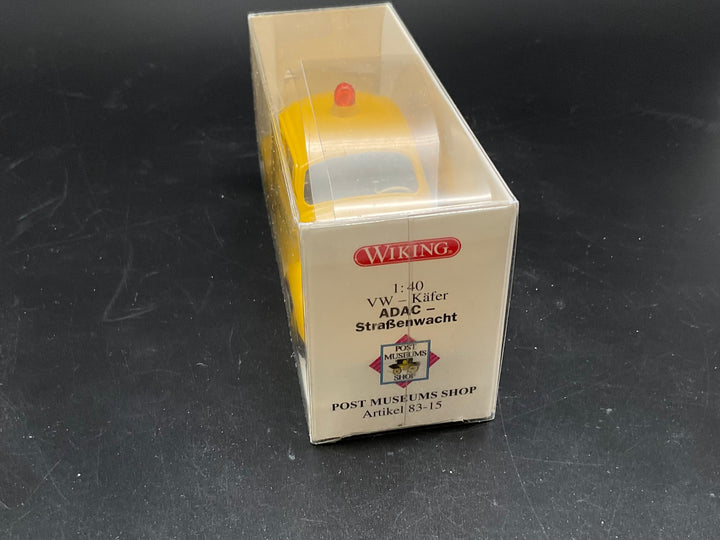 WIKING®
1:40
VW – Käfer
ADAC –
Straßenwacht
POST
MUSEUMS
SHOP
POST MUSEUMS SHOP
Artikel 83-15